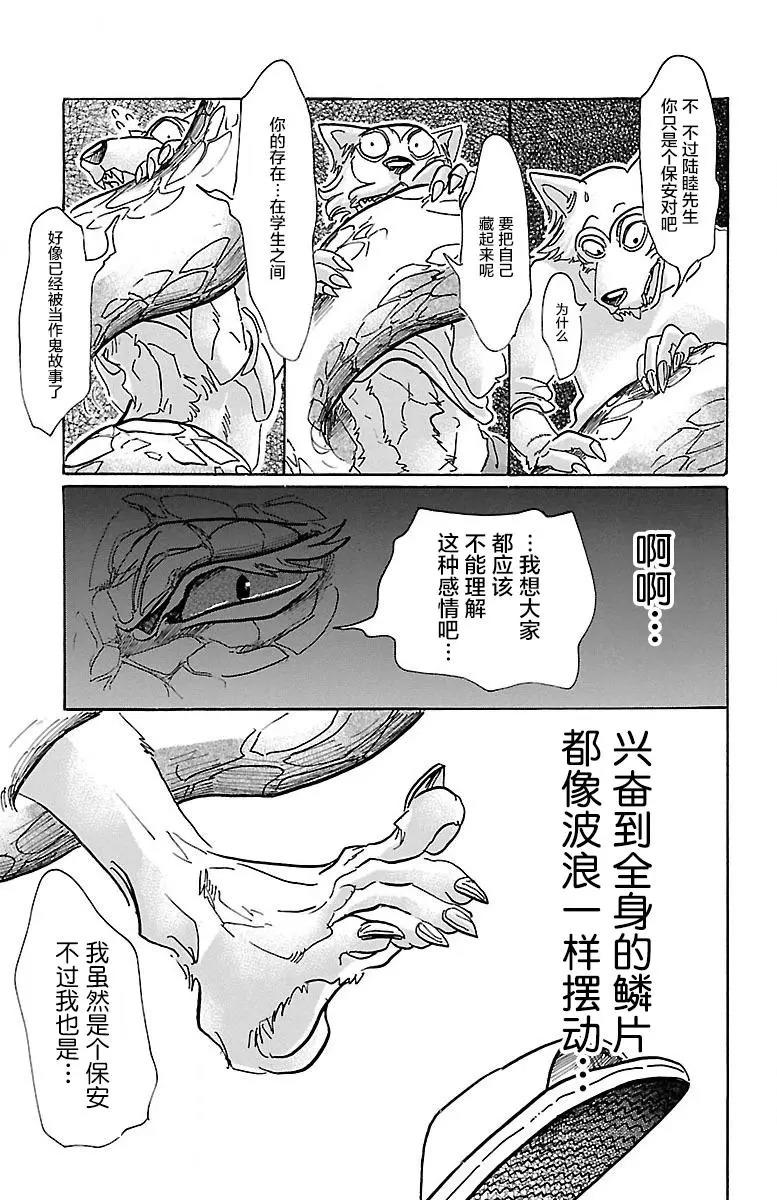 不 不过陆睦先生
你只是个保安对吧
为什么
要把自己
藏起来呢
你的存在…在学生之间
好像已经被当作鬼故事了
啊啊…
…我想大家
都应该
不能理解
这种感情吧…
兴奋到全身的鳞片
都像波浪一样摆动…
我虽然是个保安
不过我也是…